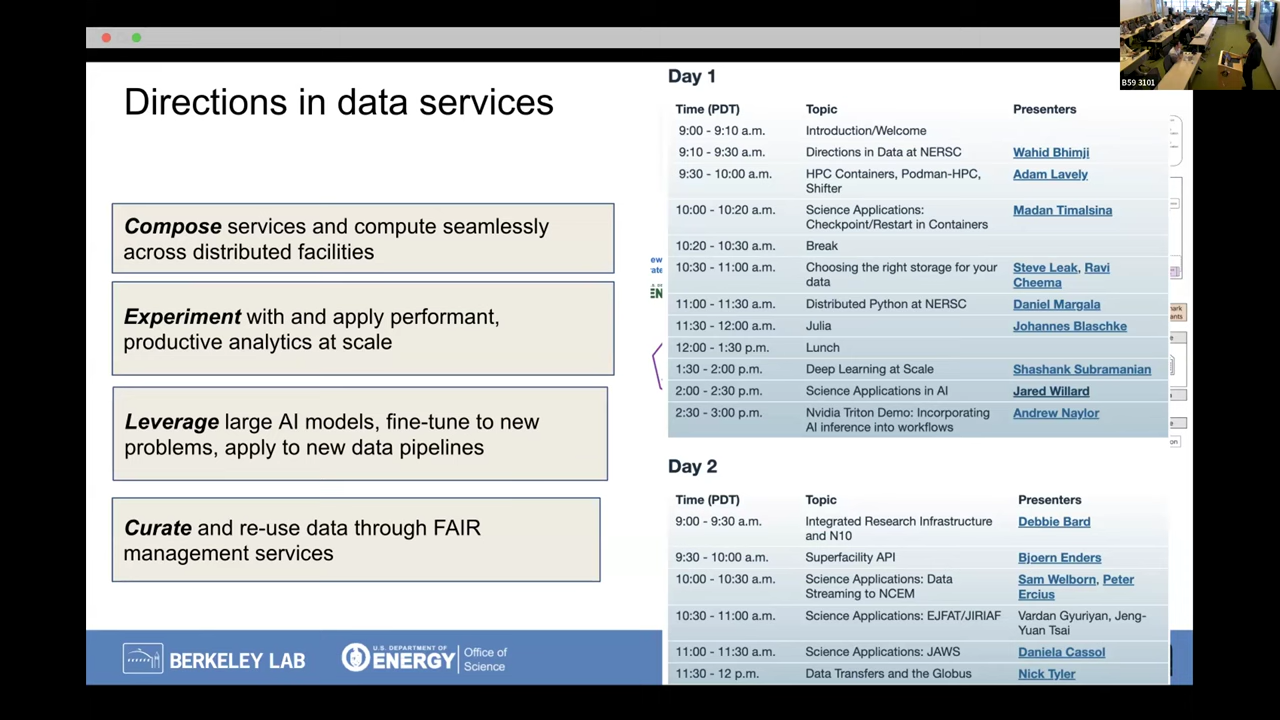 B59 3101
Directions in data services
Compose services and compute seamlessly
across distributed facilities
Experiment with and apply performant,
productive analytics at scale
Leverage large AI models, fine-tune to new
problems, apply to new data pipelines
Curate and re-use data through FAIR
management services
Day 1
Time (PDT) Topic Presenters
9:00 - 9:10 a.m. Introduction/Welcome
9:10 - 9:30 a.m. Directions in Data at NERSC Wahid Bhimji
9:30 - 10:00 a.m. HPC Containers, Podman-HPC, Adam Lavely
Shifter
10:00 - 10:20 a.m. Science Applications: Madan Timalsina
Checkpoint/Restart in Containers
10:20 - 10:30 a.m. Break
10:30 - 11:00 a.m. Choosing the right storage for your Steve Leak, Ravi
data Cheema
11:00 - 11:30 a.m. Distributed Python at NERSC Daniel Margala
11:30 - 12:00 a.m. Julia Johannes Blaschke
12:00 - 1:30 p.m. Lunch
1:30 - 2:00 p.m. Deep Learning at Scale Shashank Subramanian
2:00 - 2:30 p.m. Science Applications in AI Jared Willard
2:30 - 3:00 p.m. Nvidia Triton Demo: Incorporating Andrew Naylor
AI inference into workflows
Day 2
Time (PDT) Topic Presenters
9:00 - 9:30 a.m. Integrated Research Infrastructure Debbie Bard
and N10
9:30 - 10:00 a.m. Superfacility API Bjoern Enders
10:00 - 10:30 a.m. Science Applications: Data Sam Welborn, Peter
Streaming to NCEM Ercius
10:30 - 11:00 a.m. Science Applications: EJFAT/JIRIAF Vardan Gyuriyan, Jeng-
Yuan Tsai
11:00 - 11:30 a.m. Science Applications: JAWS Daniela Cassol
11:30 - 12 p.m. Data Transfers and the Globus Nick Tyler
BERKELEY LAB
U.S. DEPARTMENT OF
ENERGY
Office of
Science